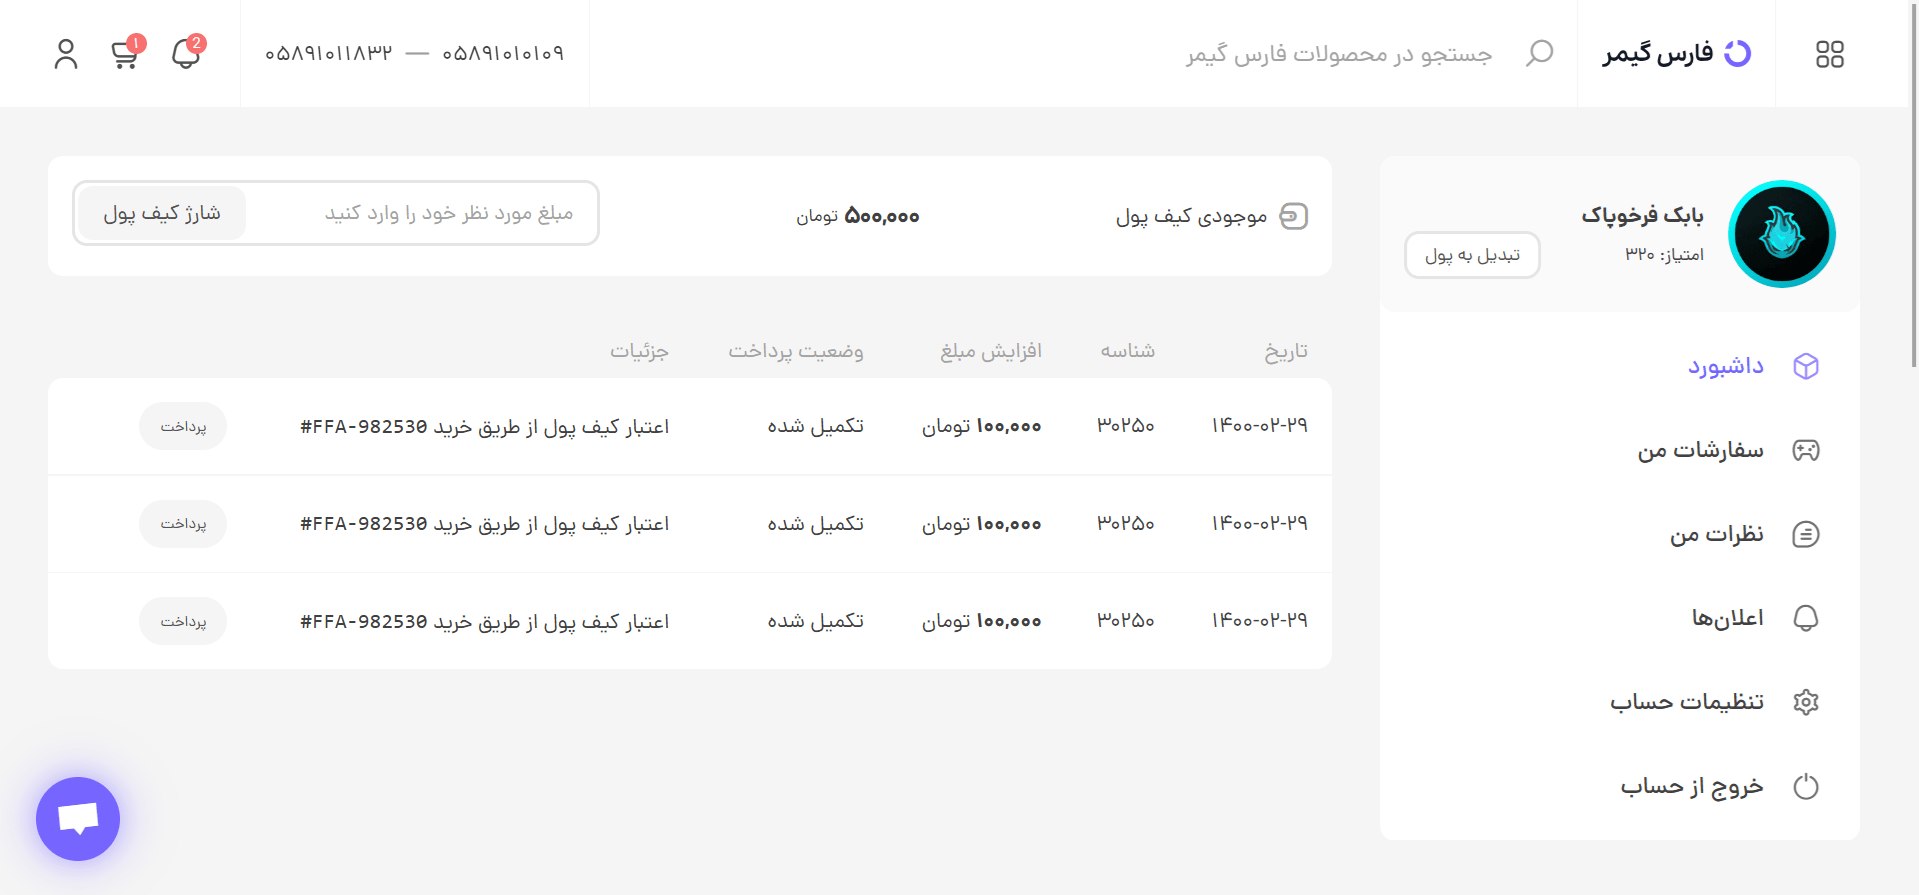 فارس گیمر
جستجو در محصولات فارس گیمر
۰۵۸۹۱۰۱۰۱۰۹ — ۰۵۸۹۱۰۱۱۸۳۲
2
۱
بابک فرخوپاک
امتیاز: ۳۲۰
تبدیل به پول
داشبورد
سفارشات من
نظرات من
اعلان‌ها
تنظیمات حساب
خروج از حساب
موجودی کیف پول
۵۰۰,۰۰۰ تومان
مبلغ مورد نظر خود را وارد کنید
شارژ کیف پول
تاریخ شناسه افزایش مبلغ وضعیت پرداخت جزئیات
۱۴۰۰-۰۲-۲۹ ۳۰۲۵۰ ۱۰۰,۰۰۰ تومان تکمیل شده اعتبار کیف پول از طریق خرید #FFA-982530 پرداخت
۱۴۰۰-۰۲-۲۹ ۳۰۲۵۰ ۱۰۰,۰۰۰ تومان تکمیل شده اعتبار کیف پول از طریق خرید #FFA-982530 پرداخت
۱۴۰۰-۰۲-۲۹ ۳۰۲۵۰ ۱۰۰,۰۰۰ تومان تکمیل شده اعتبار کیف پول از طریق خرید #FFA-982530 پرداخت